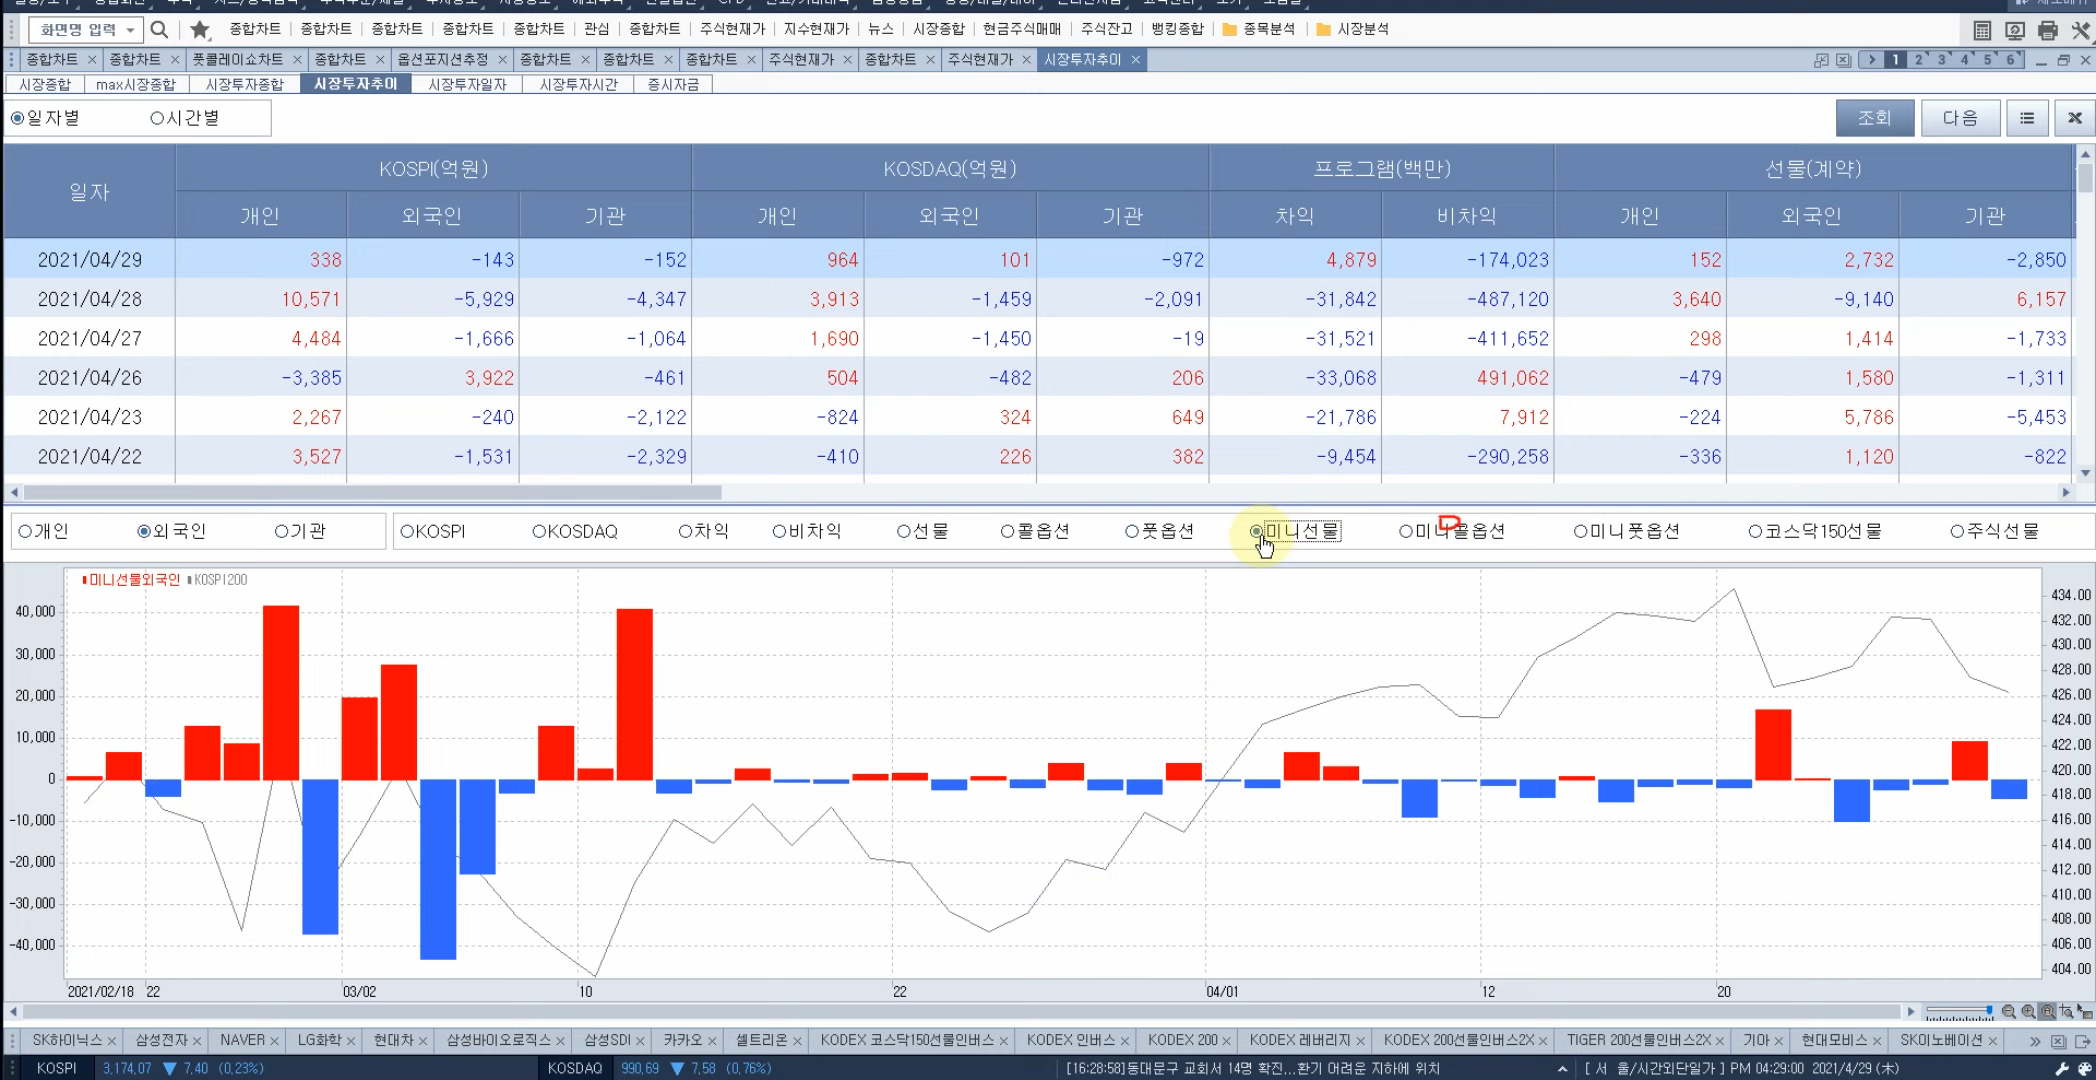 화면명 입력 종합차트 종합차트 종합차트 종합차트 종합차트 관심 종합차트 주식현재가 지수현재가 뉴스 시장종합 현금주식매매 주식잔고 뱅킹종합 종목분석 시장분석
종합차트 × 종합차트 × 풋콜레이쇼차트 × 종합차트 × 옵션포지션추정 × 종합차트 × 종합차트 × 종합차트 × 주식현재가 × 종합차트 × 주식현재가 × 시장투자추이 × 1 2 3 4 5 6
시장종합 max시장종합 시장투자종합 시장투자추이 시장투자일자 시장투자시간 증시자금
일자별 시간별 조회 다음
일자 KOSPI(억원) KOSDAQ(억원) 프로그램(백만) 선물(계약)
개인 외국인 기관 개인 외국인 기관 차익 비차익 개인 외국인 기관
2021/04/29 338 -143 -152 964 101 -972 4,879 -174,023 152 2,732 -2,850
2021/04/28 10,571 -5,929 -4,347 3,913 -1,459 -2,091 -31,842 -487,120 3,640 -9,140 6,157
2021/04/27 4,484 -1,666 -1,064 1,690 -1,450 -19 -31,521 -411,652 298 1,414 -1,733
2021/04/26 -3,385 3,922 -461 504 -482 206 -33,068 491,062 -479 1,580 -1,311
2021/04/23 2,267 -240 -2,122 -824 324 649 -21,786 7,912 -224 5,786 -5,453
2021/04/22 3,527 -1,531 -2,329 -410 226 382 -9,454 -290,258 -336 1,120 -822
개인 외국인 기관 KOSPI KOSDAQ 차익 비차익 선물 콜옵션 풋옵션 미니선물 미니콜옵션 미니풋옵션 코스닥150선물 주식선물
미니선물외국인 KOSPI200
40,000
30,000
20,000
10,000
0
-10,000
-20,000
-30,000
-40,000
434.00
432.00
430.00
428.00
426.00
424.00
422.00
420.00
418.00
416.00
414.00
412.00
410.00
408.00
406.00
404.00
2021/02/18 22 03/02 10 22 04/01 12 20
SK하이닉스 × 삼성전자 × NAVER × LG화학 × 현대차 × 삼성바이오로직스 × 삼성SDI × 카카오 × 셀트리온 × KODEX 코스닥150선물인버스 × KODEX 인버스 × KODEX 200 × KODEX 레버리지 × KODEX 200선물인버스2X × TIGER 200선물인버스2X × 기아 × 현대모비스 × SK이노베이션 ×
KOSPI 3,174,07 ▼ 7,40 (0,23%) KOSDAQ 990,69 ▼ 7,58 (0,76%) [16:28:58]동대문구 교회서 14명 확진...환기 어려운 지하에 위치 [ 서 울/시간외단일가 ] PM 04:29:00 2021/4/29 (木)